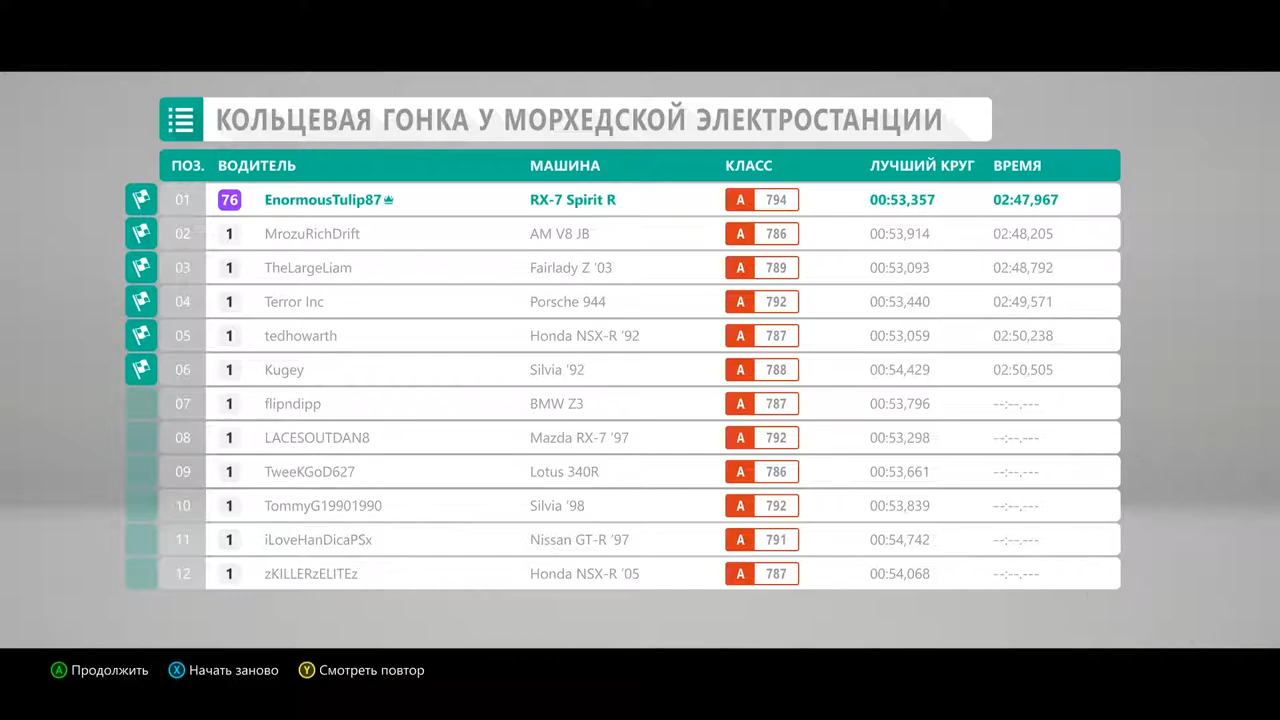 КОЛЬЦЕВАЯ ГОНКА У МОРХЕДСКОЙ ЭЛЕКТРОСТАНЦИИ
ПОЗ. ВОДИТЕЛЬ МАШИНА КЛАСС ЛУЧШИЙ КРУГ ВРЕМЯ
01 76 EnormousTulip87 RX-7 Spirit R A 794 00:53,357 02:47,967
02 1 MrozuRichDrift AM V8 JB A 786 00:53,914 02:48,205
03 1 TheLargeLiam Fairlady Z '03 A 789 00:53,093 02:48,792
04 1 Terror Inc Porsche 944 A 792 00:53,440 02:49,571
05 1 tedhowarth Honda NSX-R '92 A 787 00:53,059 02:50,238
06 1 Kugey Silvia '92 A 788 00:54,429 02:50,505
07 1 flipndipp BMW Z3 A 787 00:53,796 --:--.---
08 1 LACESOUTDAN8 Mazda RX-7 '97 A 792 00:53,298 --:--.---
09 1 TweeKGoD627 Lotus 340R A 786 00:53,661 --:--.---
10 1 TommyG19901990 Silvia '98 A 792 00:53,839 --:--.---
11 1 iLoveHanDicaPSx Nissan GT-R '97 A 791 00:54,742 --:--.---
12 1 zKILLERzELITEz Honda NSX-R '05 A 787 00:54,068 --:--.---
A Продолжить X Начать заново Y Смотреть повтор